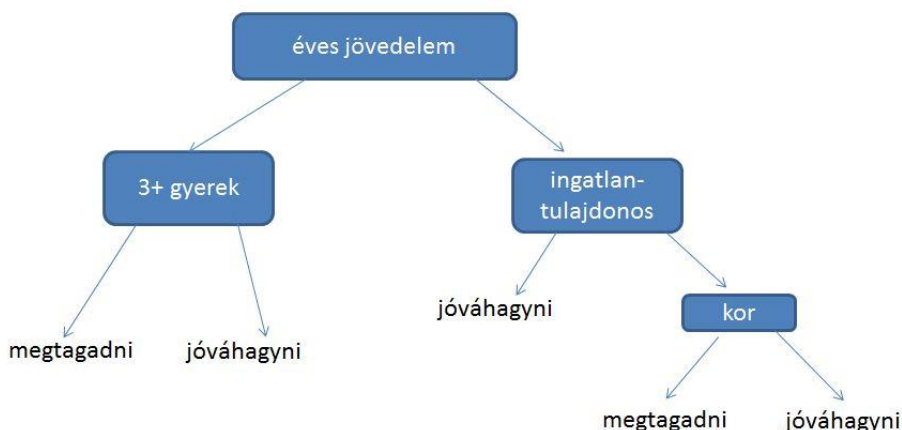 éves jövedelem
3+ gyerek
ingatlan-
tulajdonos
jóváhagyni
kor
megtagadni
jóváhagyni
megtagadni
jóváhagyni